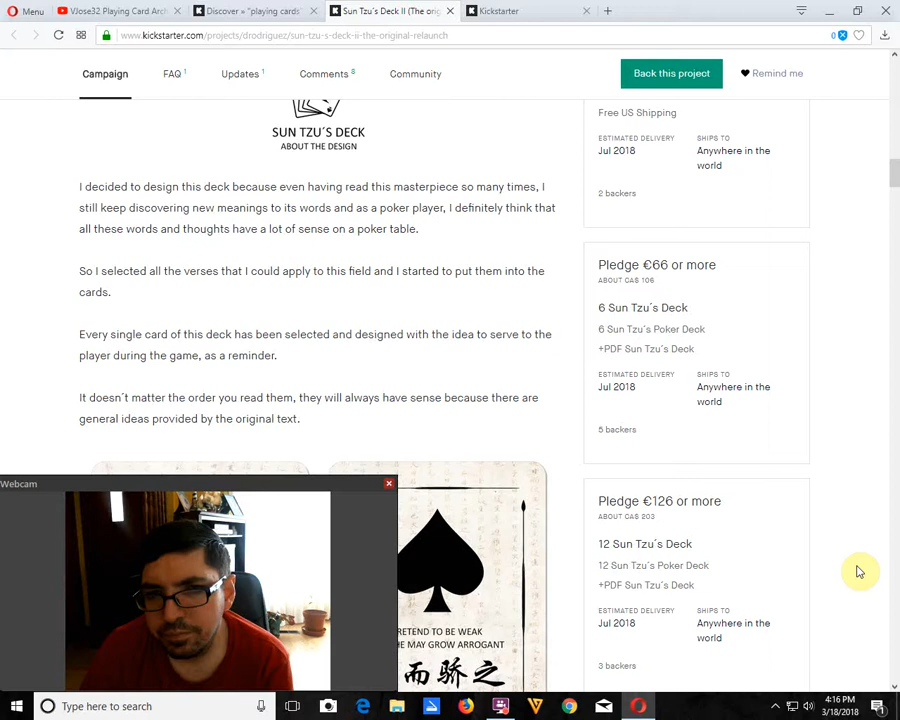 Menu
VJose32 Playing Card Arch
Discover » "playing cards"
Sun Tzu's Deck II (The ori
Kickstarter
www.kickstarter.com/projects/drodriguez/sun-tzu-s-deck-ii-the-original-relaunch
0
Campaign
FAQ 1
Updates 1
Comments 8
Community
Back this project
Remind me
SUN TZU´S DECK
ABOUT THE DESIGN
I decided to design this deck because even having read this masterpiece so many times, I
still keep discovering new meanings to its words and as a poker player, I definitely think that
all these words and thoughts have a lot of sense on a poker table.
So I selected all the verses that I could apply to this field and I started to put them into the
cards.
Every single card of this deck has been selected and designed with the idea to serve to the
player during the game, as a reminder.
It doesn´t matter the order you read them, they will always have sense because there are
general ideas provided by the original text.
RETEND TO BE WEAK
HE MAY GROW ARROGANT
而骄之
Free US Shipping
ESTIMATED DELIVERY
Jul 2018
SHIPS TO
Anywhere in the
world
2 backers
Pledge €66 or more
ABOUT CA$ 106
6 Sun Tzu´s Deck
6 Sun Tzu´s Poker Deck
+PDF Sun Tzu´s Deck
ESTIMATED DELIVERY
Jul 2018
SHIPS TO
Anywhere in the
world
5 backers
Pledge €126 or more
ABOUT CA$ 203
12 Sun Tzu´s Deck
12 Sun Tzu´s Poker Deck
+PDF Sun Tzu´s Deck
ESTIMATED DELIVERY
Jul 2018
SHIPS TO
Anywhere in the
world
3 backers
Webcam
Type here to search
4:16 PM
3/18/2018
1